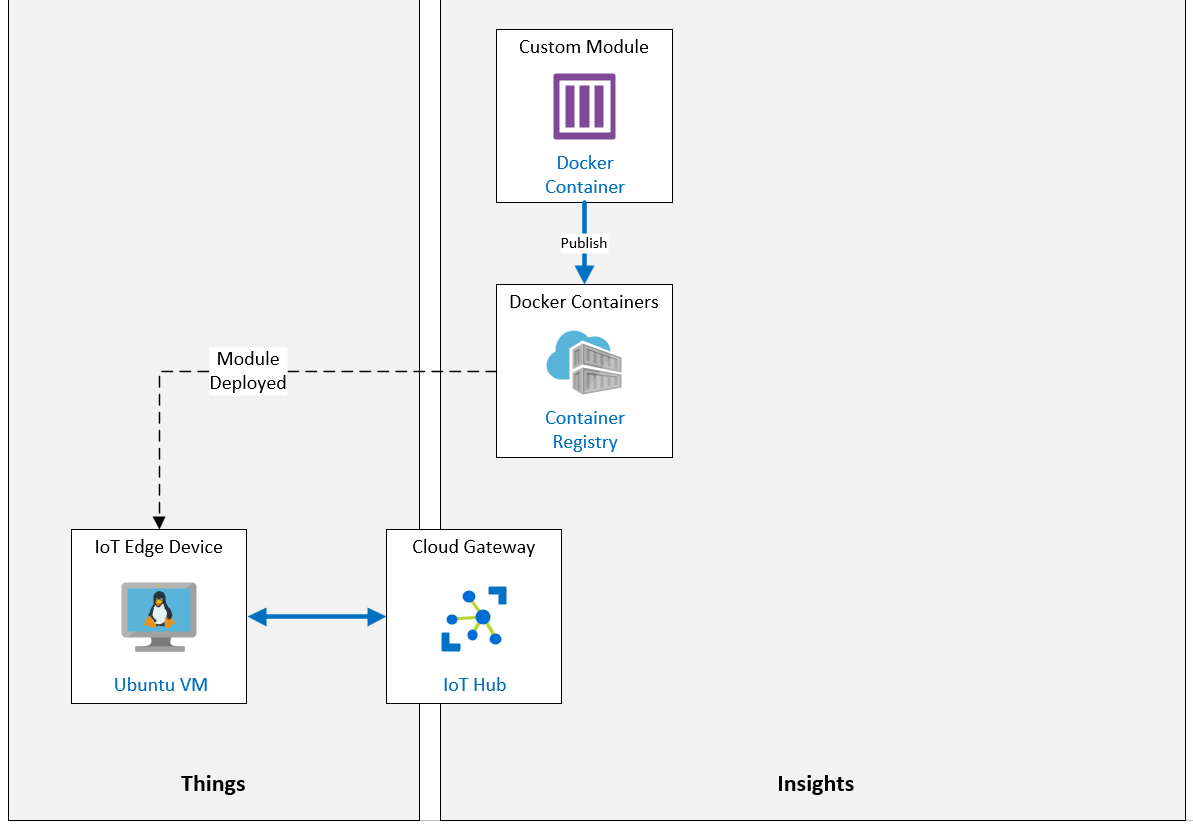 Custom Module
Docker
Container
Publish
Docker Containers
Container
Registry
Module
Deployed
IoT Edge Device
Ubuntu VM
Cloud Gateway
IoT Hub
Things
Insights